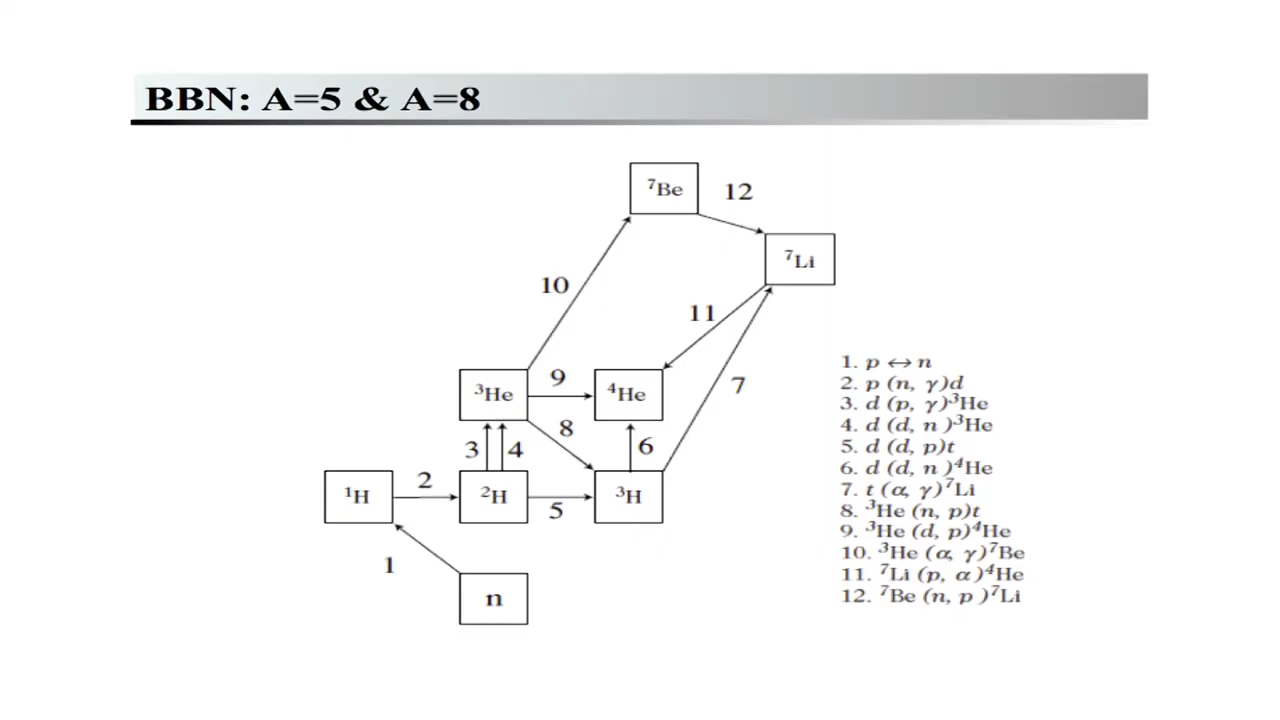 BBN: A=5 & A=8
⁷Be
12
⁷Li
10
11
³He
9
⁴He
7
8
3
4
6
¹H
2
²H
5
³H
1
n
1. p ↔ n
2. p (n, γ)d
3. d (p, γ)³He
4. d (d, n )³He
5. d (d, p)t
6. d (d, n )⁴He
7. t (α, γ)⁷Li
8. ³He (n, p)t
9. ³He (d, p)⁴He
10. ³He (α, γ)⁷Be
11. ⁷Li (p, α )⁴He
12. ⁷Be (n, p )⁷Li